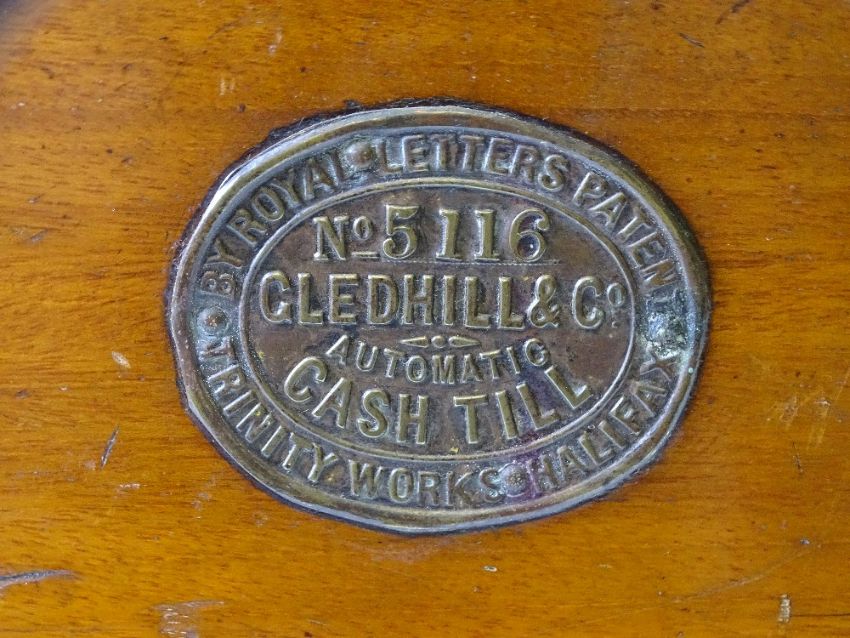 BY ROYAL LETTERS PATENT
No 5116
GLEDHILL & Co
AUTOMATIC
CASH TILL
TRINITY WORKS HALIFAX